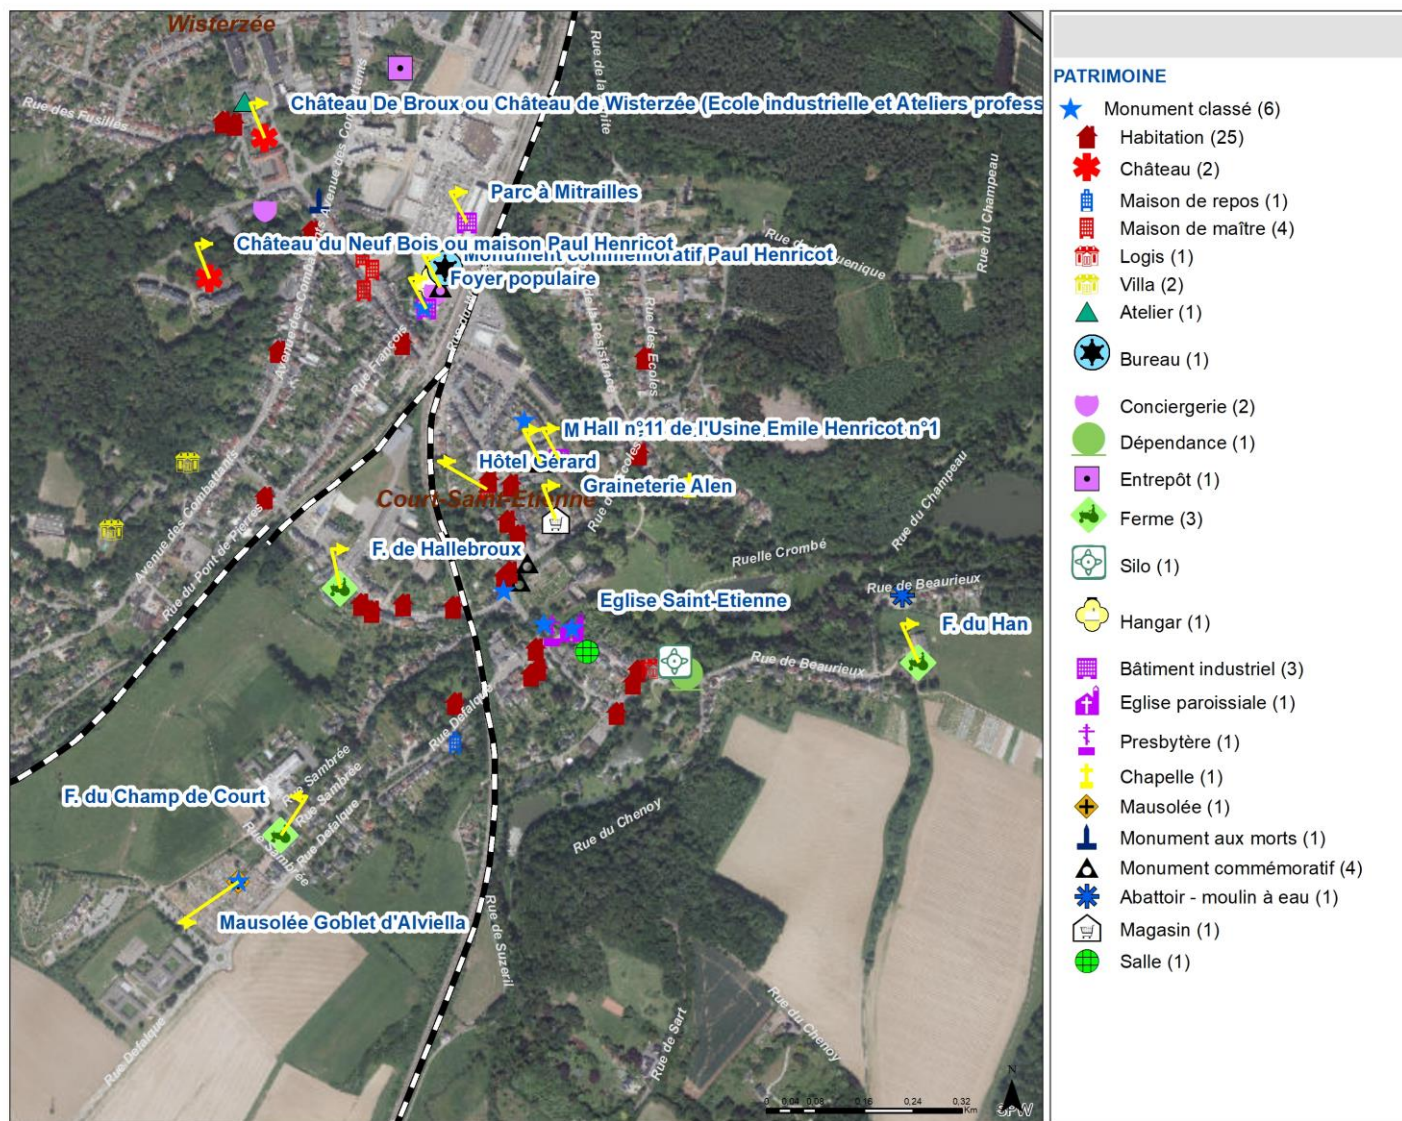 Wisterzée
Rue des Fusillés
Château De Broux ou Château de Wisterzée (Ecole industrielle et Ateliers profess
Avenue des Combattants
Parc à Mitrailles
Rue du Champeau
Château du Neuf Bois ou maison Paul Henricot
Monument commémoratif Paul Henricot
Foyer populaire
Avenue des Combattants
Rue François
Rue des Ecoles
M
Hall n°11 de l'Usine Emile Henricot n°1
Hôtel Gérard
Graineterie Alen
Court-Saint-Etienne
Avenue des Combattants
Rue du Pont de Pierres
Rue du Champeau
Ruelle Crombé
F. de Hallebroux
Rue de Beaurieux
Eglise Saint-Etienne
F. du Han
Rue de Beaurieux
Rue Defalque
Rue Sambrée
Rue Sambrée
F. du Champ de Court
Rue Defalque
Rue Sambrée
Rue du Chenoy
Mausolée Goblet d'Alviella
Rue de Suzeril
Rue Defalque
Rue de Sart
Rue du Chenoy
0 0,04 0,08 0,16 0,24 0,32
Km
N
SPW
PATRIMOINE
Monument classé (6)
Habitation (25)
Château (2)
Maison de repos (1)
Maison de maître (4)
Logis (1)
Villa (2)
Atelier (1)
Bureau (1)
Conciergerie (2)
Dépendance (1)
Entrepôt (1)
Ferme (3)
Silo (1)
Hangar (1)
Bâtiment industriel (3)
Eglise paroissiale (1)
Presbytère (1)
Chapelle (1)
Mausolée (1)
Monument aux morts (1)
Monument commémoratif (4)
Abattoir - moulin à eau (1)
Magasin (1)
Salle (1)